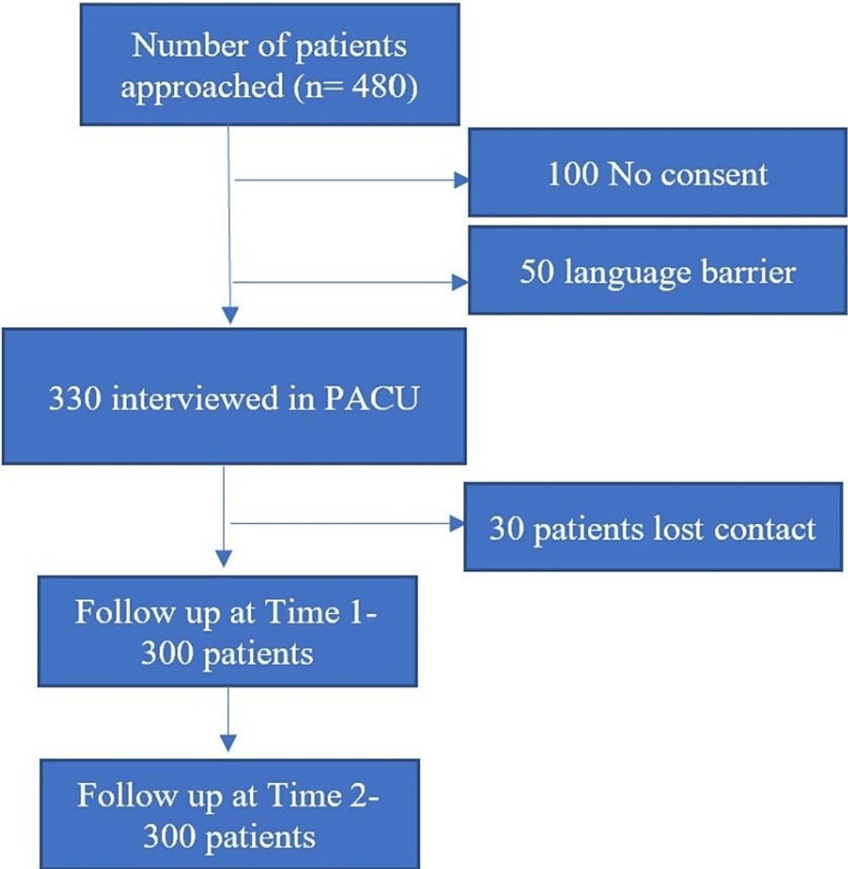 Number of patients
approached (n= 480)
100 No consent
50 language barrier
330 interviewed in PACU
30 patients lost contact
Follow up at Time 1-
300 patients
Follow up at Time 2-
300 patients